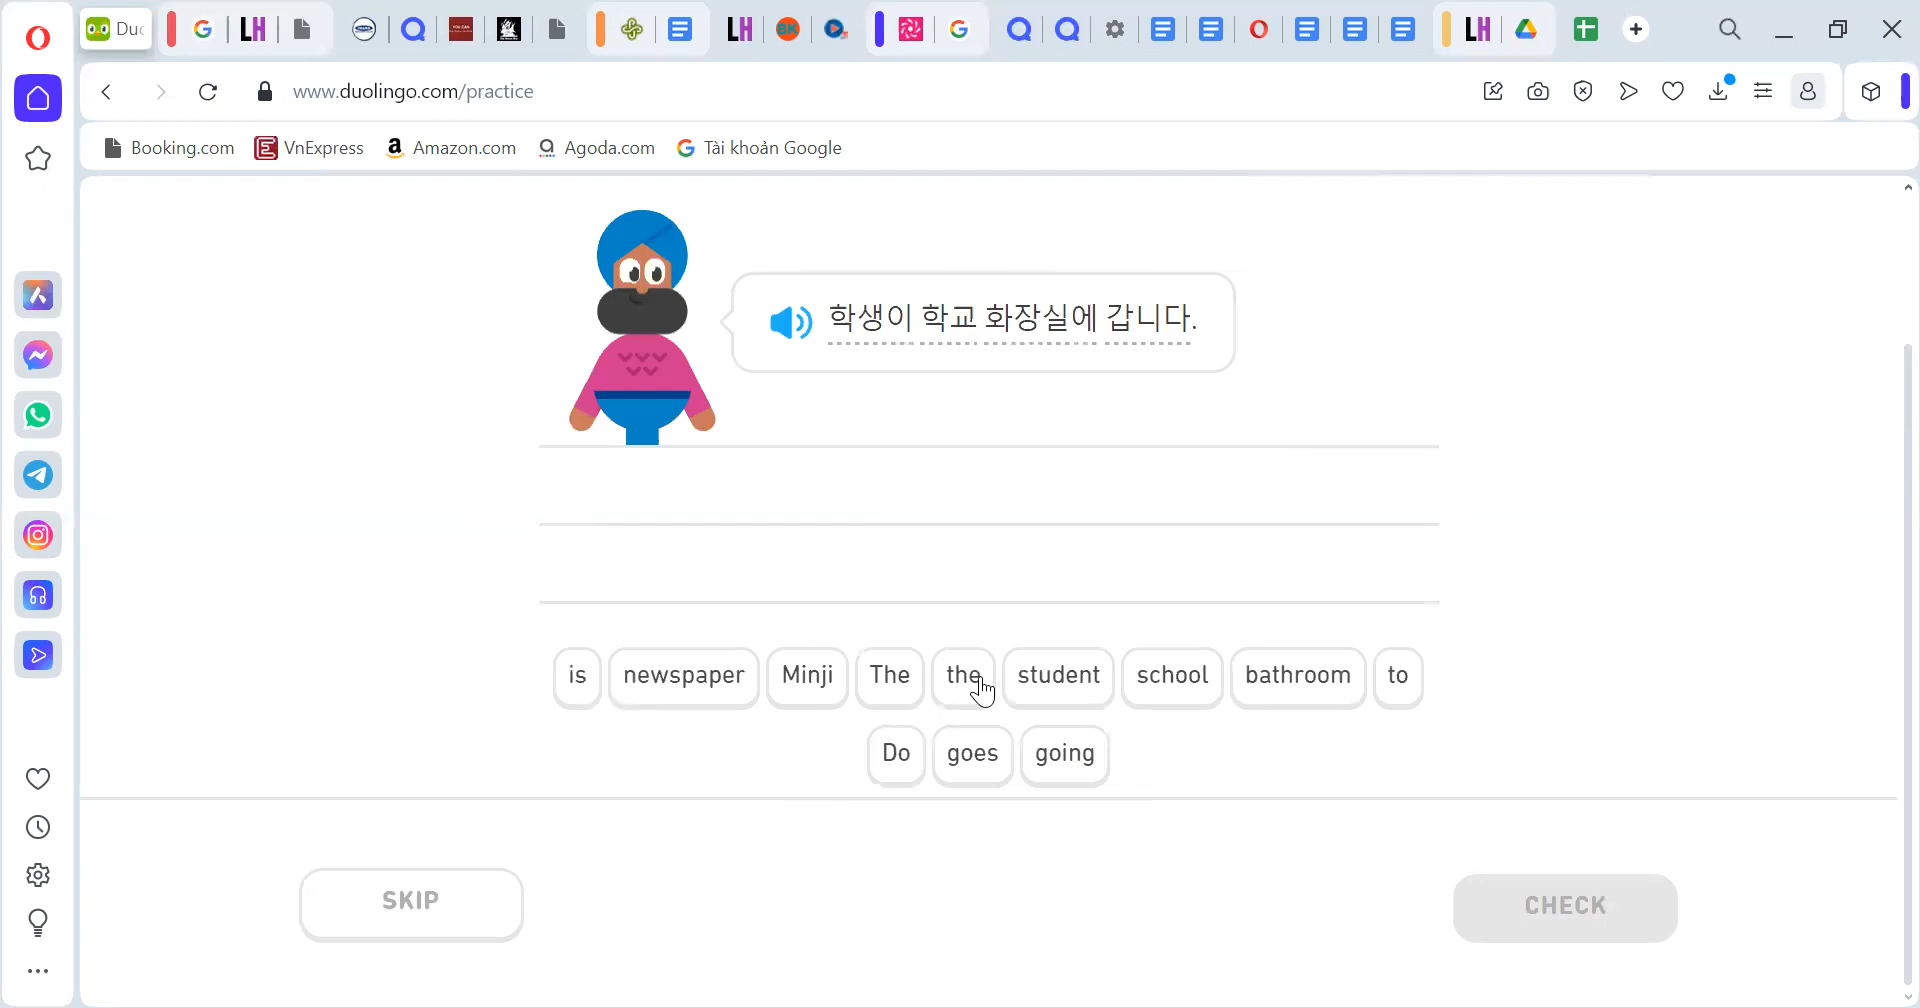 Duo
www.duolingo.com/practice
Booking.com VnExpress Amazon.com Agoda.com Tài khoản Google
학생이 학교 화장실에 갑니다.
is newspaper Minji The the student school bathroom to
Do goes going
SKIP CHECK